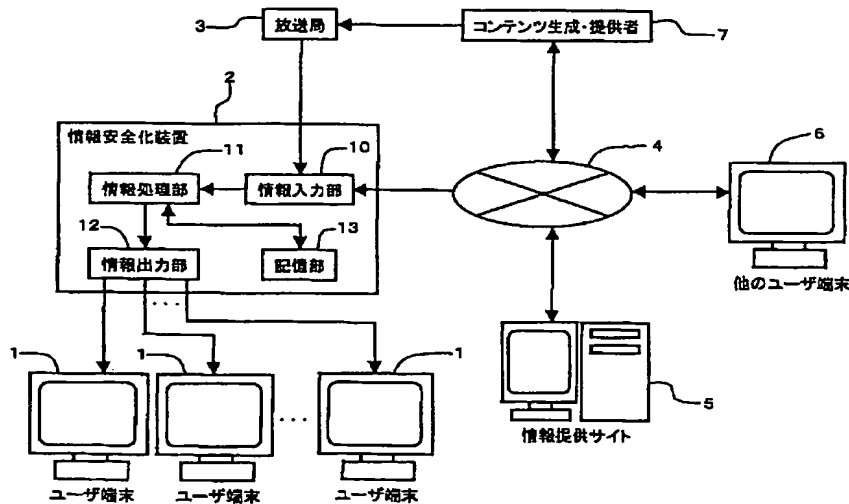 3
放送局
コンテンツ生成・提供者
7
2
情報安全化装置
11
10
情報処理部
情報入力部
4
6
12
13
情報出力部
記憶部
他のユーザ端末
1
1
1
5
情報提供サイト
ユーザ端末
ユーザ端末
ユーザ端末